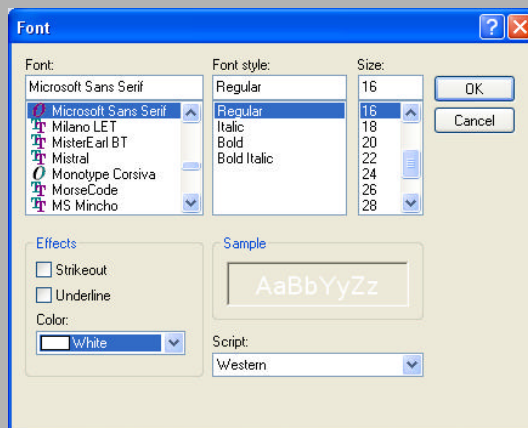 Font
Font:
Font style:
Size:
Microsoft Sans Serif
Regular
16
OK
Microsoft Sans Serif
Milano LET
MisterEarl BT
Mistral
Monotype Corsiva
MorseCode
MS Mincho
Regular
Italic
Bold
Bold Italic
16
18
20
22
24
26
28
Cancel
Effects
Strikeout
Underline
Color:
White
Sample
AaBbYyZz
Script:
Western